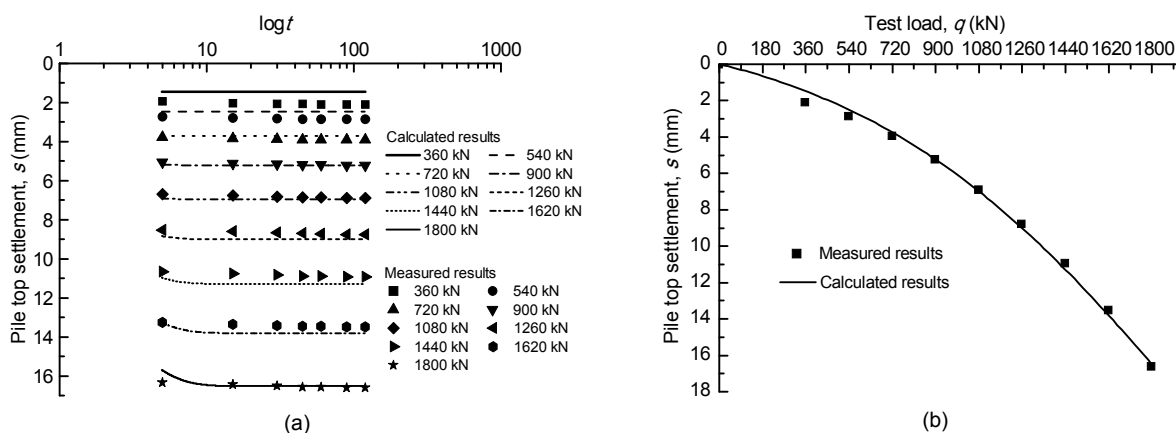 log t
1 10 100 1000
0
2
4
6
8
10
12
14
16
Pile top settlement, s (mm)
Calculated results
360 kN 540 kN
720 kN 900 kN
1080 kN 1260 kN
1440 kN 1620 kN
1800 kN
Measured results
360 kN 540 kN
720 kN 900 kN
1080 kN 1260 kN
1440 kN 1620 kN
1800 kN
(a)
Test load, q (kN)
0 180 360 540 720 900 1080 1260 1440 1620 1800
0
2
4
6
8
10
12
14
16
18
Pile top settlement, s (mm)
Measured results
Calculated results
(b)